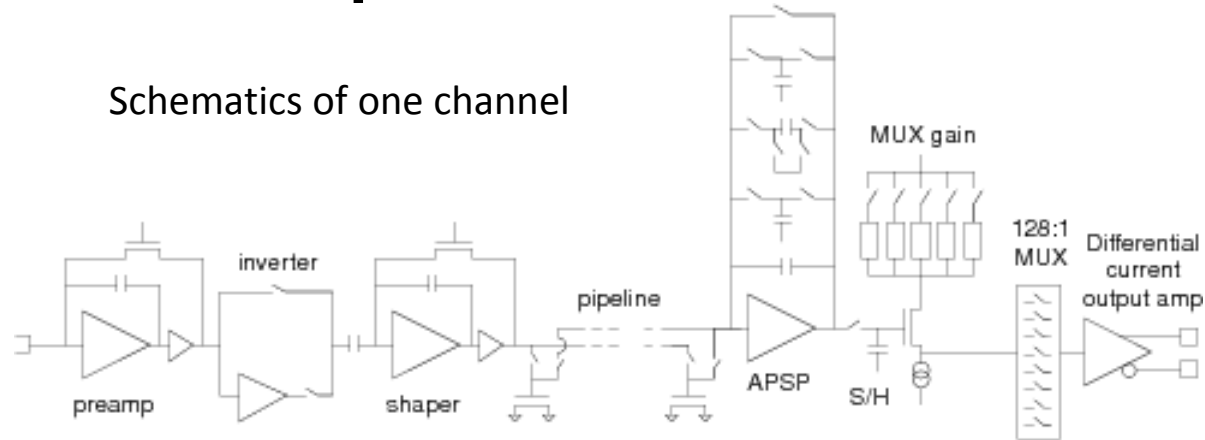 Schematics of one channel
MUX gain
128:1
MUX
Differential
current
output amp
inverter
pipeline
preamp
shaper
APSP
S/H